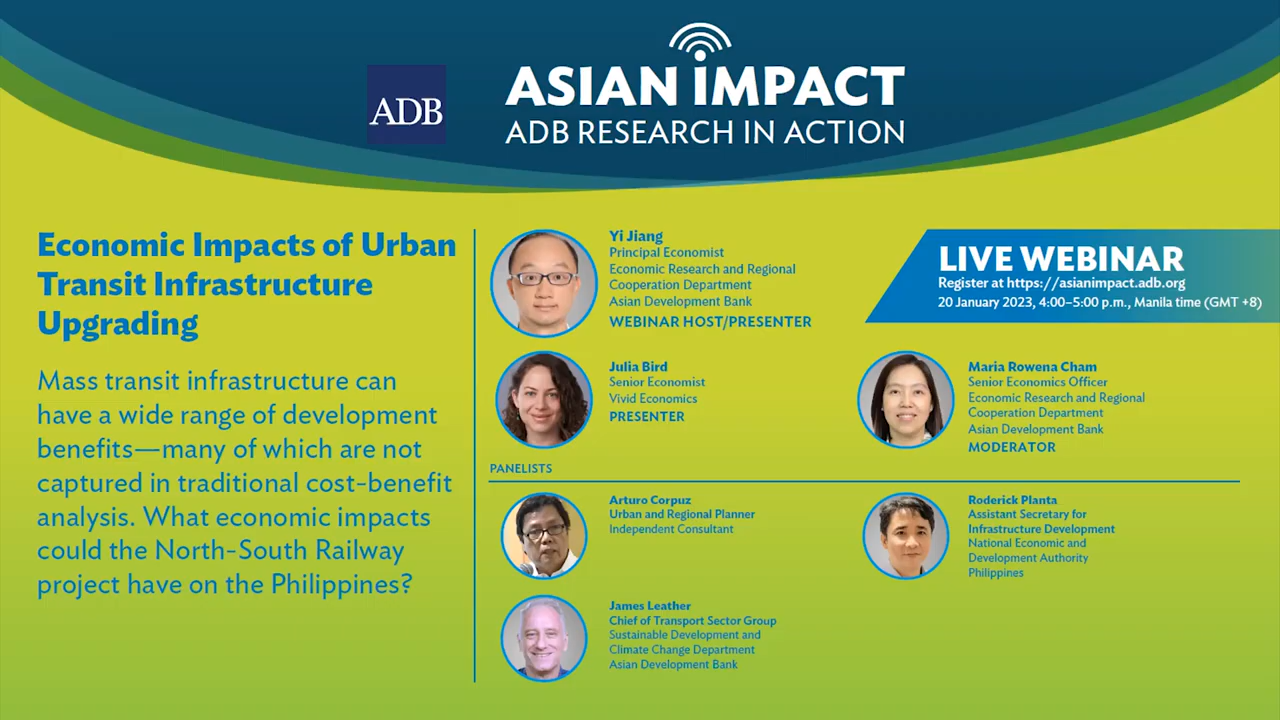 ADB
ASIAN IMPACT
ADB RESEARCH IN ACTION
Economic Impacts of Urban
Transit Infrastructure
Upgrading
Mass transit infrastructure can
have a wide range of development
benefits—many of which are not
captured in traditional cost-benefit
analysis. What economic impacts
could the North-South Railway
project have on the Philippines?
Yi Jiang
Principal Economist
Economic Research and Regional
Cooperation Department
Asian Development Bank
WEBINAR HOST/PRESENTER
LIVE WEBINAR
Register at https://asianimpact.adb.org
20 January 2023, 4:00–5:00 p.m., Manila time (GMT +8)
Julia Bird
Senior Economist
Vivid Economics
PRESENTER
Maria Rowena Cham
Senior Economics Officer
Economic Research and Regional
Cooperation Department
Asian Development Bank
MODERATOR
PANELISTS
Arturo Corpuz
Urban and Regional Planner
Independent Consultant
Roderick Planta
Assistant Secretary for
Infrastructure Development
National Economic and
Development Authority
Philippines
James Leather
Chief of Transport Sector Group
Sustainable Development and
Climate Change Department
Asian Development Bank